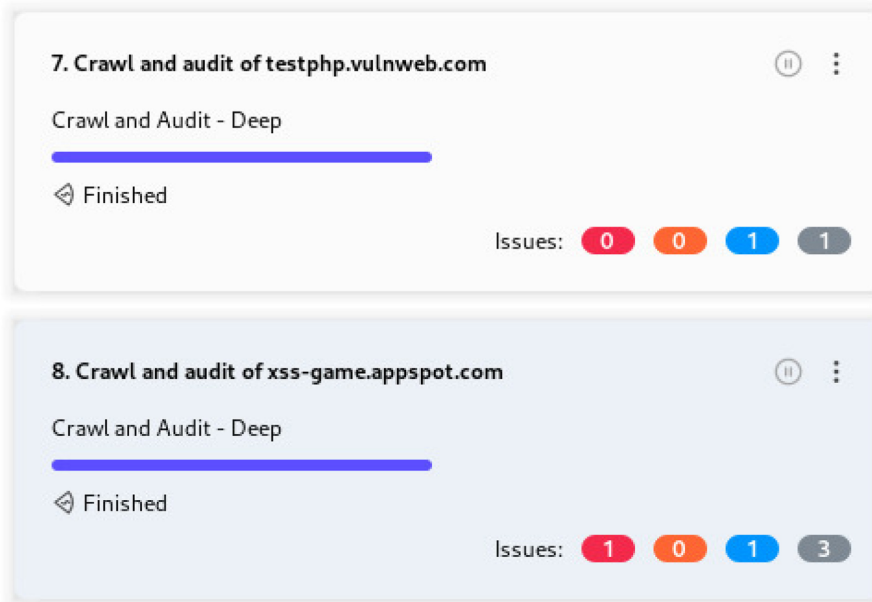 7. Crawl and audit of testphp.vulnweb.com
Crawl and Audit - Deep
Finished
Issues: 0 0 1 1
8. Crawl and audit of xss-game.appspot.com
Crawl and Audit - Deep
Finished
Issues: 1 0 1 3